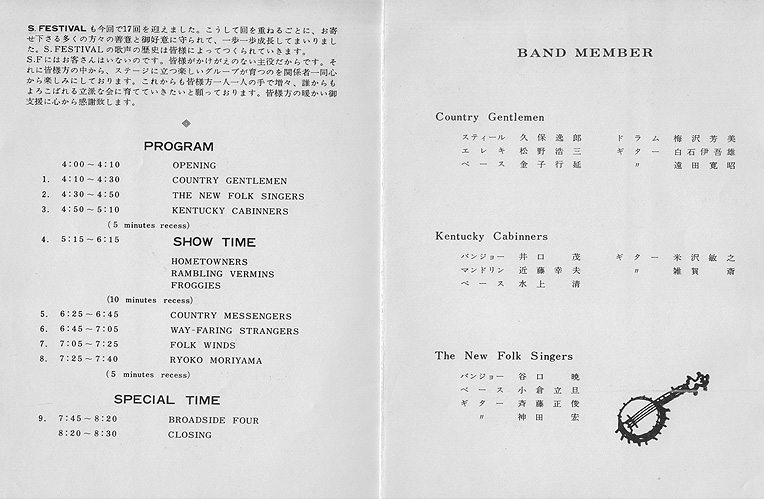 S. FESTIVAL も今回で17回を迎えました。こうして回を重ねるごとに、お寄
せ下さる多くの方々の善意と御好意に守られて、一歩一歩成長してまいりまし
た。S. FESTIVAL の歌声の歴史は皆様によってつくられていきます。
S.F にはお客さんはいないのです。皆様がかけがえのない主役だからです。そ
れに皆様方の中から、ステージに立つ楽しいグループが育つのを関係者一同心
から楽しみにしております。これからも皆様方一人一人の手で増々、誰からも
よろこばれる立派な会に育てていきたいと願っております。皆様方の暖かい御
支援に心から感謝致します。
PROGRAM
4:00～4:10 OPENING
1. 4:10～4:30 COUNTRY GENTLEMEN
2. 4:30～4:50 THE NEW FOLK SINGERS
3. 4:50～5:10 KENTUCKY CABINNERS
(5 minutes recess)
4. 5:15～6:15 SHOW TIME
HOMETOWNERS
RAMBLING VERMINS
FROGGIES
(10 minutes recess)
5. 6:25～6:45 COUNTRY MESSENGERS
6. 6:45～7:05 WAY-FARING STRANGERS
7. 7:05～7:25 FOLK WINDS
8. 7:25～7:40 RYOKO MORIYAMA
(5 minutes recess)
SPECIAL TIME
9. 7:45～8:20 BROADSIDE FOUR
8:20～8:30 CLOSING
BAND MEMBER
Country Gentlemen
スティール 久保逸郎 ドラム 梅沢芳美
エレキ 松野浩三 ギター 白石伊吾雄
ベース 金子行延 〃 遠田寛昭
Kentucky Cabinners
バンジョー 井口茂 ギター 米沢敏之
マンドリン 近藤幸夫 〃 雑賀斎
ベース 水上清
The New Folk Singers
バンジョー 谷口暁
ベース 小倉立旦
ギター 斉藤正俊
〃 神田宏